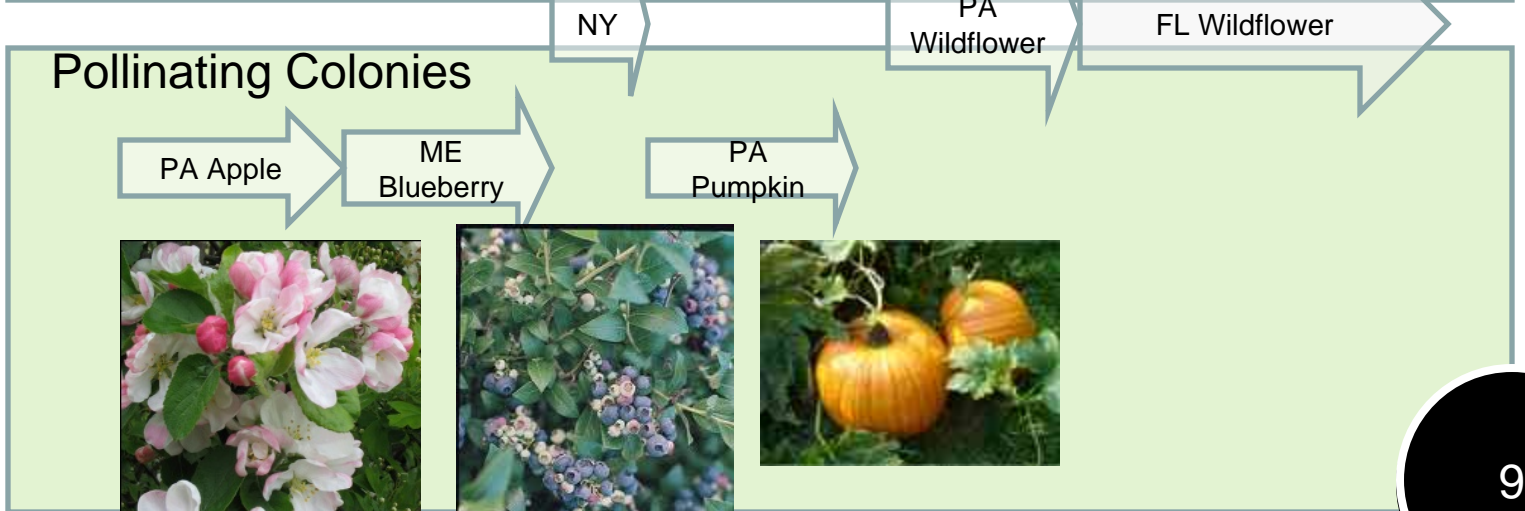 NY
PA
Wildflower
FL Wildflower
Pollinating Colonies
PA Apple
ME
Blueberry
PA
Pumpkin
9